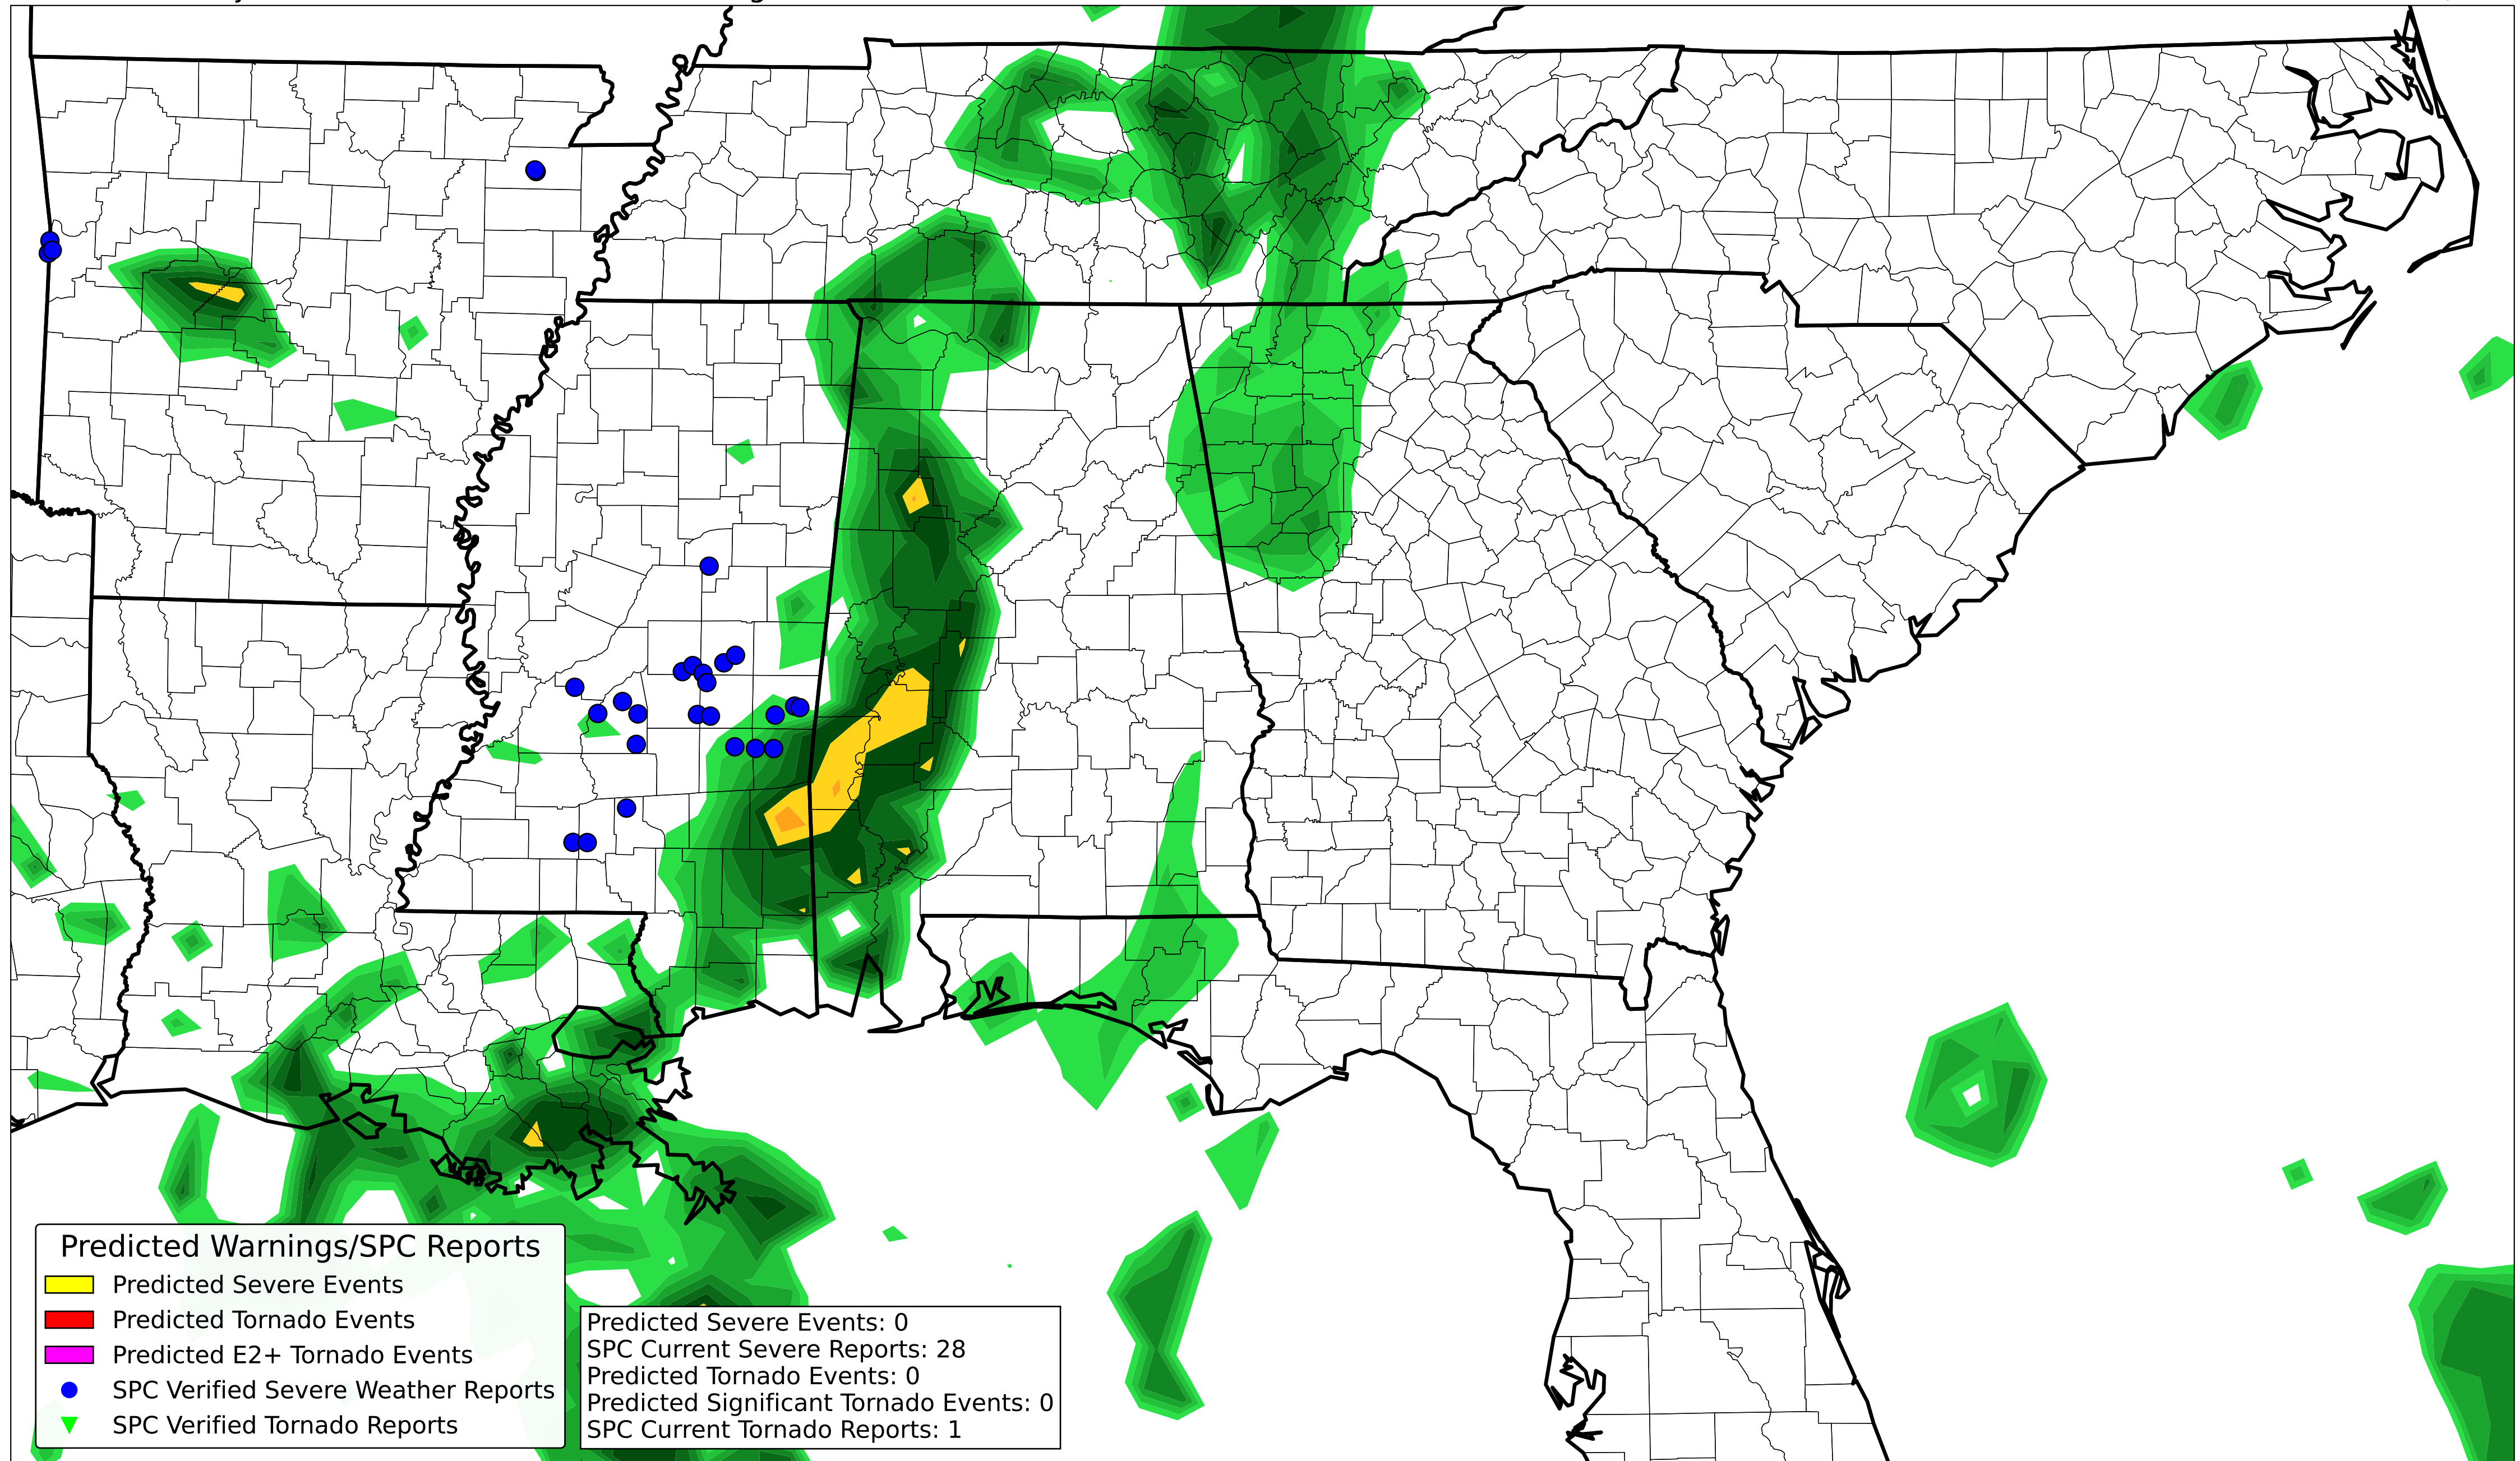 Predicted Warnings/SPC Reports
Predicted Severe Events
Predicted Tornado Events
Predicted E2+ Tornado Events
SPC Verified Severe Weather Reports
SPC Verified Tornado Reports
Predicted Severe Events: 0
SPC Current Severe Reports: 28
Predicted Tornado Events: 0
Predicted Significant Tornado Events: 0
SPC Current Tornado Reports: 1